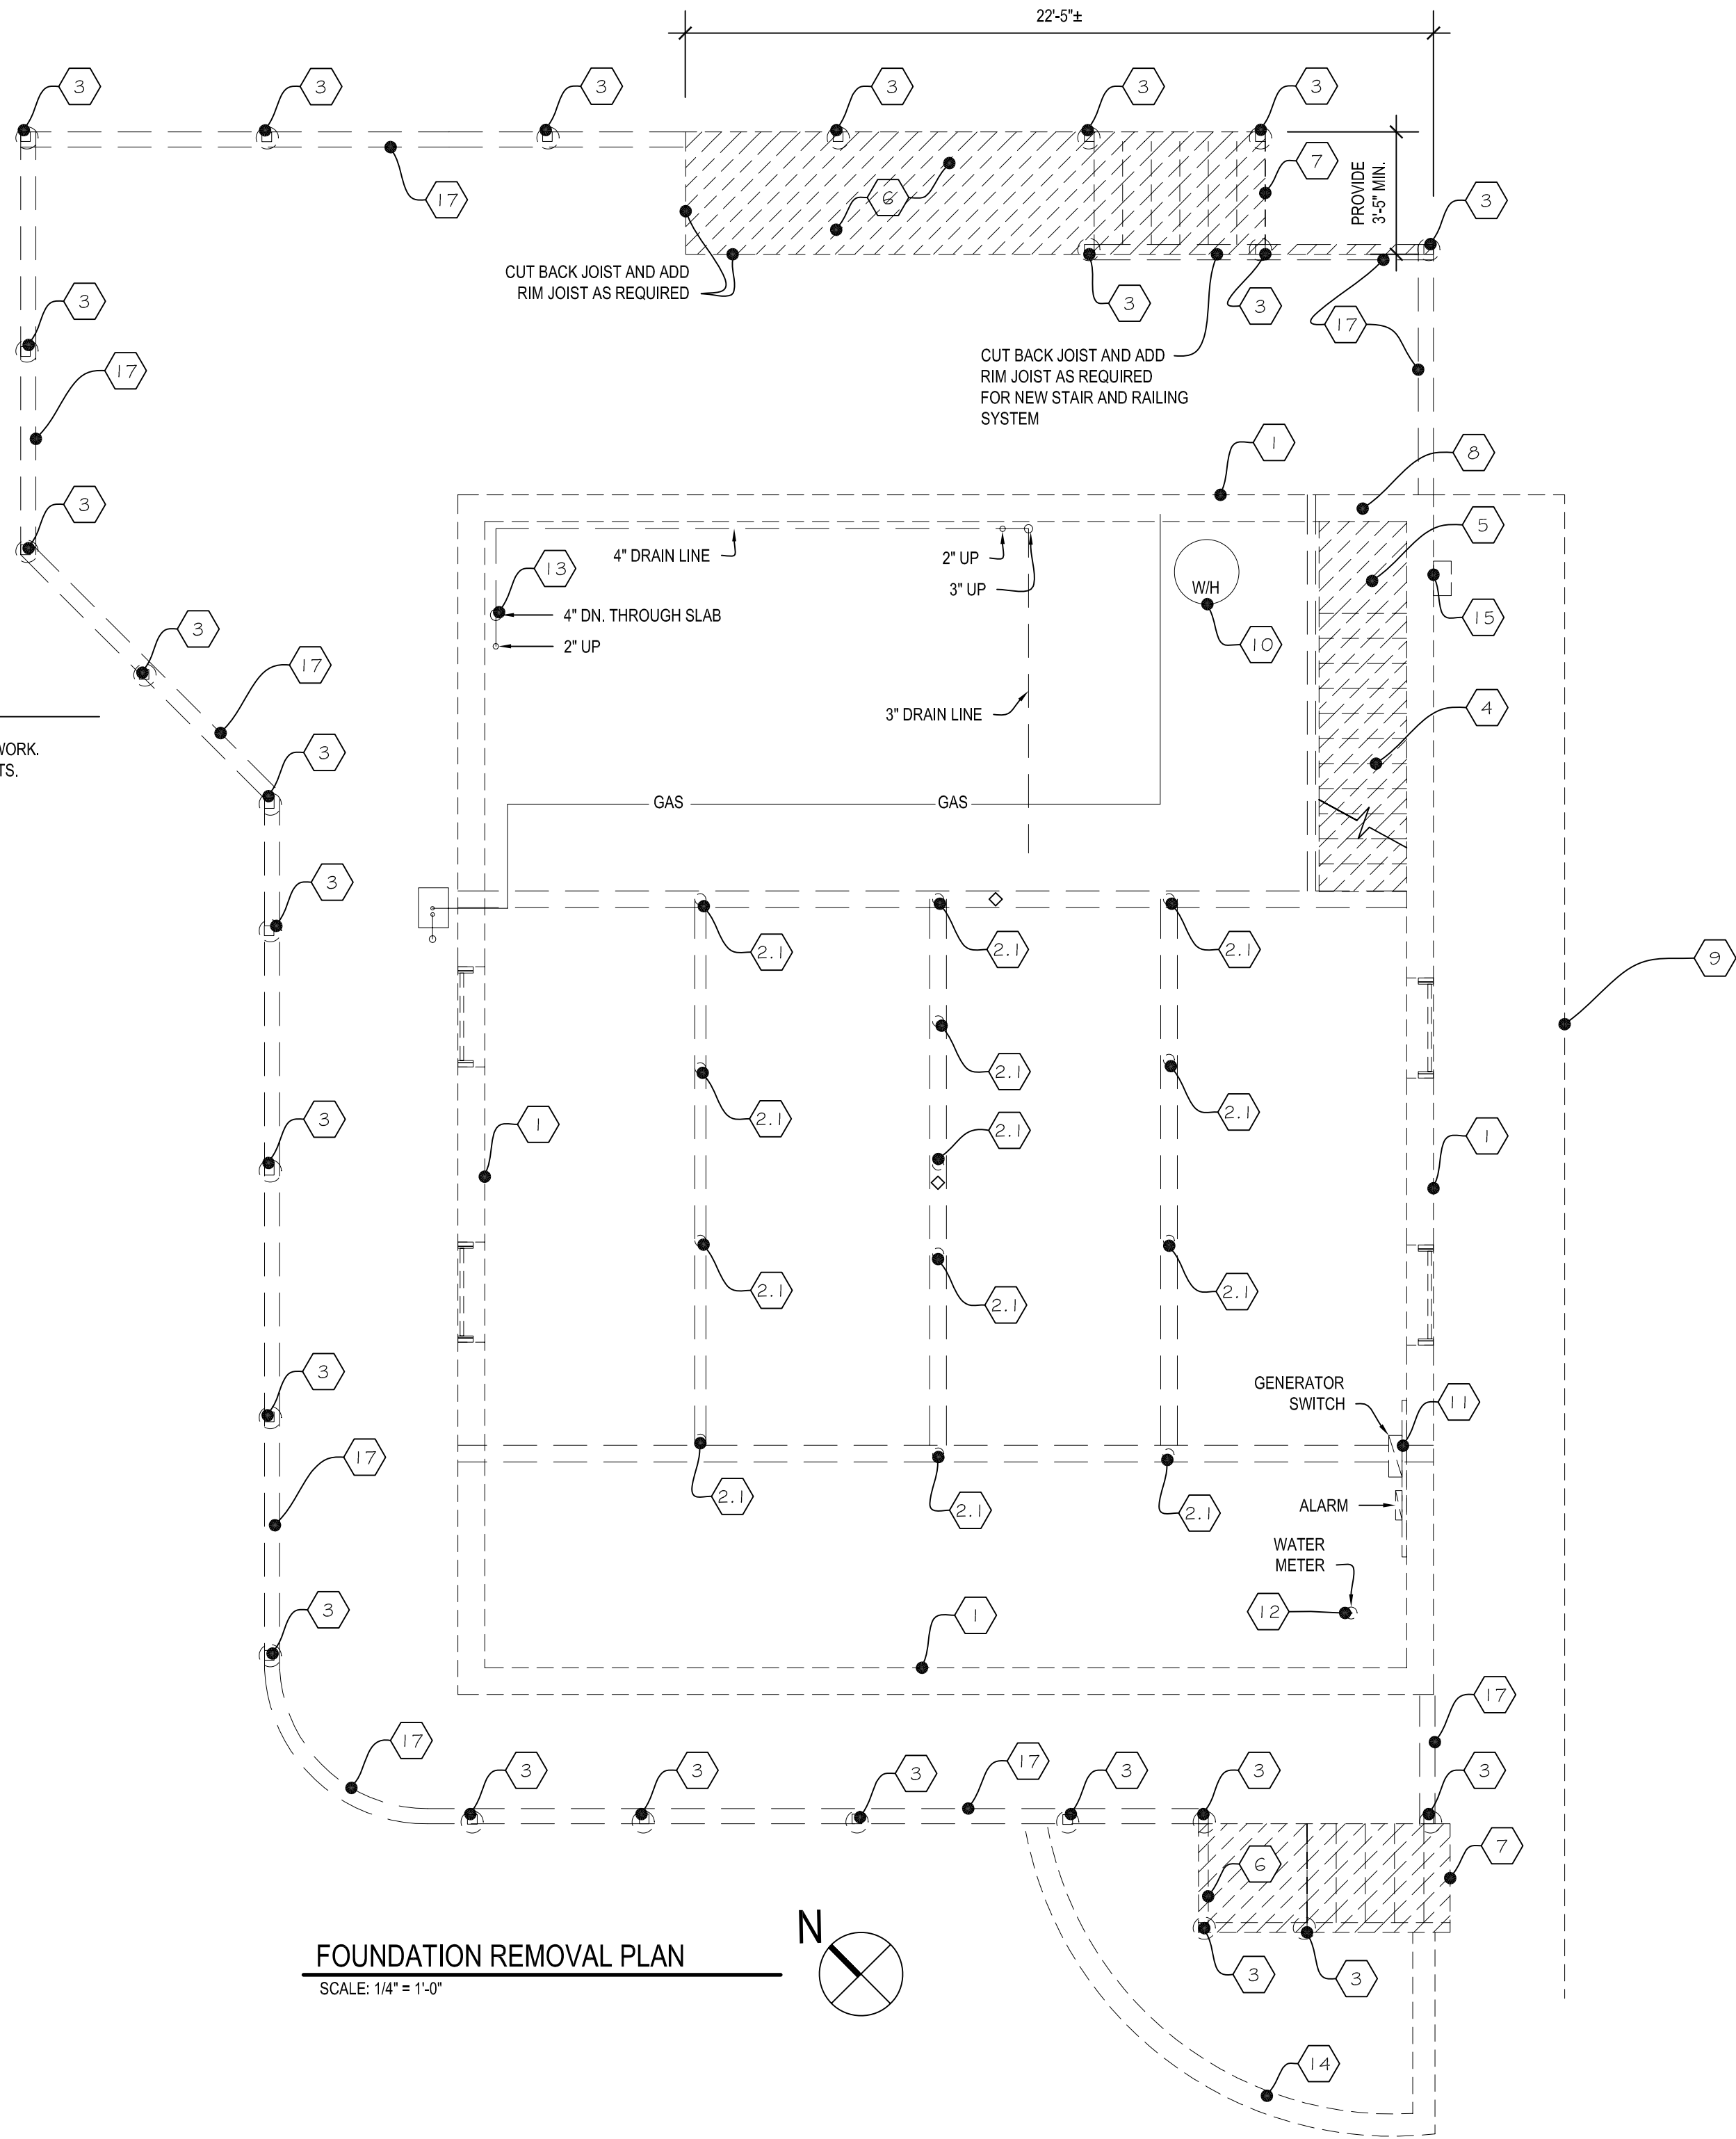 22'-5"±
3
3
3
3
3
3
7
17
6
PROVIDE
3'-5" MIN.
3
CUT BACK JOIST AND ADD
RIM JOIST AS REQUIRED
3
3
3
17
CUT BACK JOIST AND ADD
RIM JOIST AS REQUIRED
FOR NEW STAIR AND RAILING
SYSTEM
17
1
8
3
5
4" DRAIN LINE
2" UP
13
3" UP
W/H
4" DN. THROUGH SLAB
15
3
2" UP
10
17
3" DRAIN LINE
4
WORK.
TS.
3
GAS
GAS
3
2.1
2.1
2.1
9
2.1
3
1
2.1
2.1
2.1
1
2.1
2.1
2.1
3
GENERATOR
SWITCH
11
17
2.1
2.1
2.1
ALARM
WATER
METER
3
1
12
17
17
3
3
3
17
3
3
3
6
7
N
FOUNDATION REMOVAL PLAN
SCALE: 1/4" = 1'-0"
3
3
14